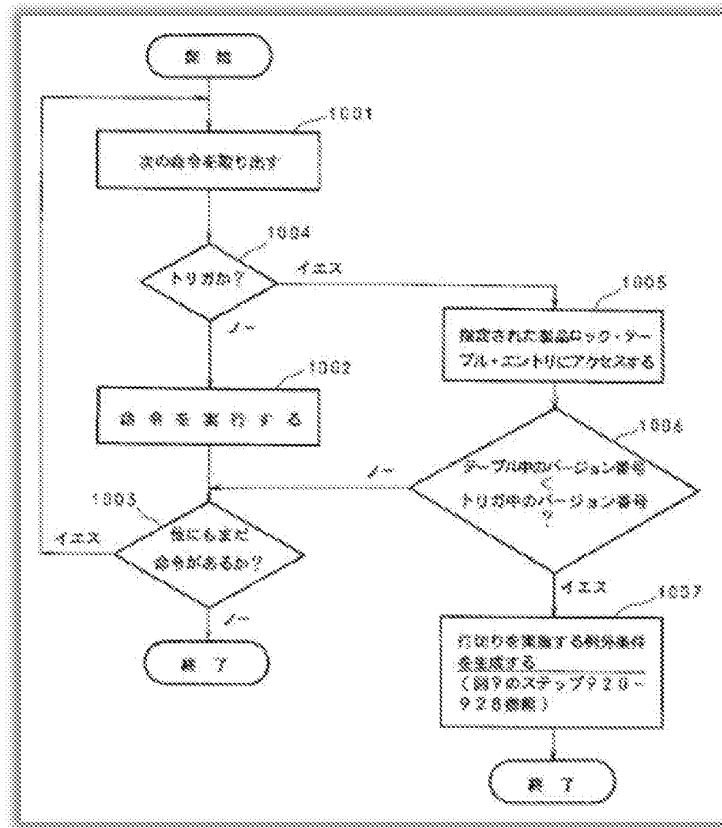 開始
1001
次の命令を取り出す
1004
トリガか?
イエス
ノー
1005
指定された製品ロック・テー
ブル・エントリにアクセスする
1002
命令を実行する
1006
テーブル中のバージョン番号
<
トリガ中のバージョン番号
?
ノー
イエス
1003
他にもまだ
命令があるか?
イエス
ノー
終了
1007
打切りを実施する例外条件
を生成する
(図9のステップ920-
928参照)
終了